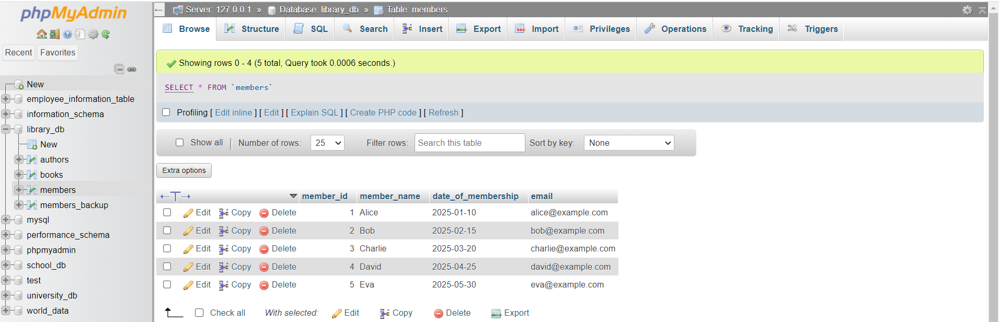 phpMyAdmin
Recent Favorites
New
employee_information_table
information_schema
library_db
New
authors
books
members
members_backup
mysql
performance_schema
phpmyadmin
school_db
test
university_db
world_data
Server: 127.0.0.1 » Database: library_db » Table: members
Browse Structure SQL Search Insert Export Import Privileges Operations Tracking Triggers
Showing rows 0 - 4 (5 total, Query took 0.0006 seconds.)
SELECT * FROM `members`
Profiling [ Edit inline ] [ Edit ] [ Explain SQL ] [ Create PHP code ] [ Refresh ]
Show all | Number of rows: 25 Filter rows: Search this table Sort by key: None
Extra options
member_id member_name date_of_membership email
Edit Copy Delete 1 Alice 2025-01-10 alice@example.com
Edit Copy Delete 2 Bob 2025-02-15 bob@example.com
Edit Copy Delete 3 Charlie 2025-03-20 charlie@example.com
Edit Copy Delete 4 David 2025-04-25 david@example.com
Edit Copy Delete 5 Eva 2025-05-30 eva@example.com
Check all With selected: Edit Copy Delete Export